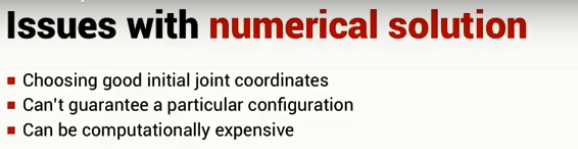 Issues with numerical solution
Choosing good initial joint coordinates
Can't guarantee a particular configuration
Can be computationally expensive